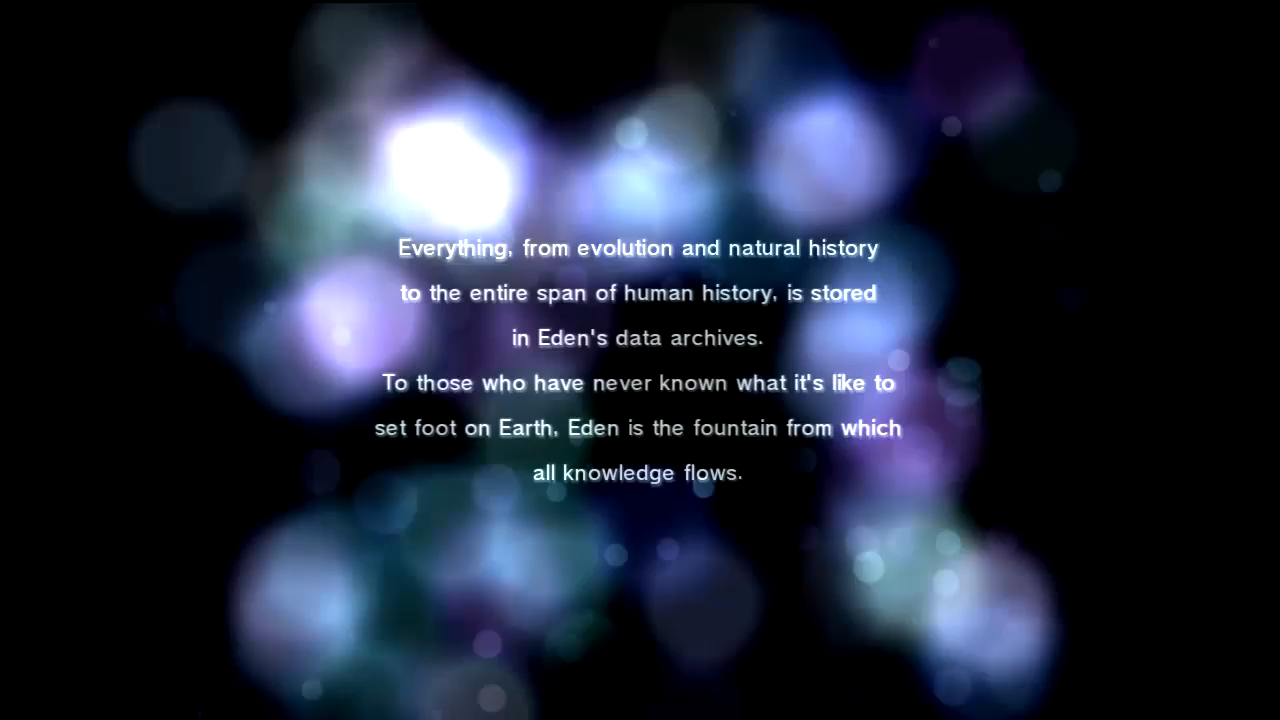 Everything, from evolution and natural history
to the entire span of human history, is stored
in Eden's data archives.
To those who have never known what it's like to
set foot on Earth, Eden is the fountain from which
all knowledge flows.